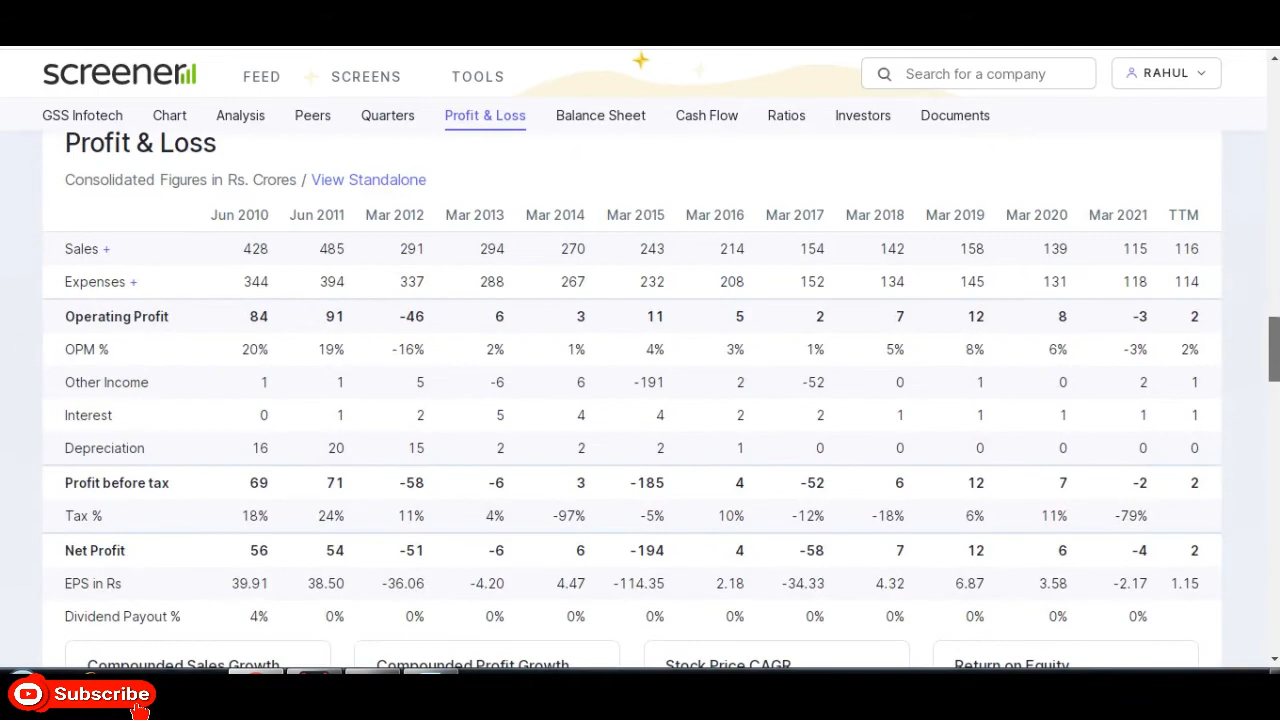 screener FEED SCREENS TOOLS Search for a company RAHUL
GSS Infotech Chart Analysis Peers Quarters Profit & Loss Balance Sheet Cash Flow Ratios Investors Documents
Profit & Loss
Consolidated Figures in Rs. Crores / View Standalone
Jun 2010 Jun 2011 Mar 2012 Mar 2013 Mar 2014 Mar 2015 Mar 2016 Mar 2017 Mar 2018 Mar 2019 Mar 2020 Mar 2021 TTM
Sales + 428 485 291 294 270 243 214 154 142 158 139 115 116
Expenses + 344 394 337 288 267 232 208 152 134 145 131 118 114
Operating Profit 84 91 -46 6 3 11 5 2 7 12 8 -3 2
OPM % 20% 19% -16% 2% 1% 4% 3% 1% 5% 8% 6% -3% 2%
Other Income 1 1 5 -6 6 -191 2 -52 0 1 0 2 1
Interest 0 1 2 5 4 4 2 2 1 1 1 1 1
Depreciation 16 20 15 2 2 2 1 0 0 0 0 0 0
Profit before tax 69 71 -58 -6 3 -185 4 -52 6 12 7 -2 2
Tax % 18% 24% 11% 4% -97% -5% 10% -12% -18% 6% 11% -79%
Net Profit 56 54 -51 -6 6 -194 4 -58 7 12 6 -4 2
EPS in Rs 39.91 38.50 -36.06 -4.20 4.47 -114.35 2.18 -34.33 4.32 6.87 3.58 -2.17 1.15
Dividend Payout % 4% 0% 0% 0% 0% 0% 0% 0% 0% 0% 0% 0%
Compounded Sales Growth Compounded Profit Growth Stock Price CAGR Return on Equity
Subscribe